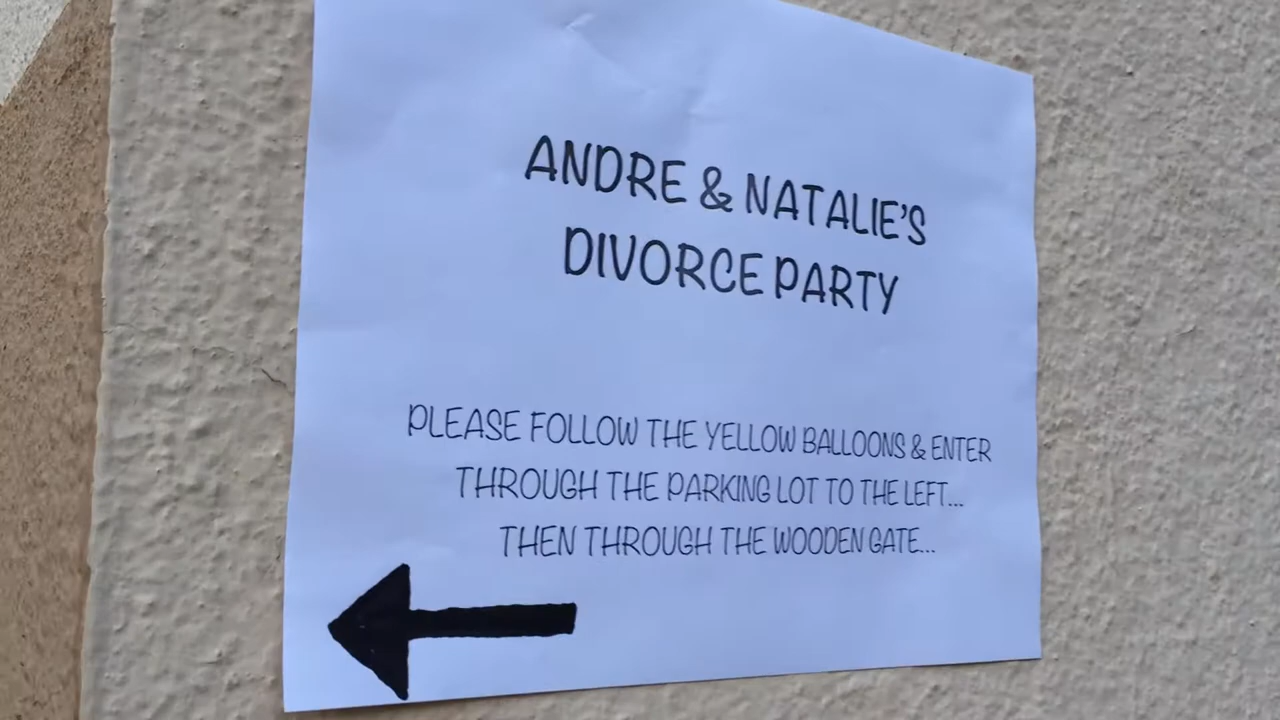 ANDRE & NATALIE'S
DIVORCE PARTY
PLEASE FOLLOW THE YELLOW BALLOONS & ENTER
THROUGH THE PARKING LOT TO THE LEFT...
THEN THROUGH THE WOODEN GATE...